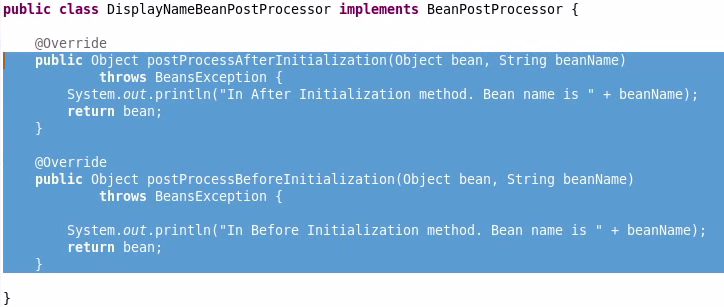 public class DisplayNameBeanPostProcessor implements BeanPostProcessor {
@Override
public Object postProcessAfterInitialization(Object bean, String beanName)
throws BeansException {
System.out.println("In After Initialization method. Bean name is " + beanName);
return bean;
}
@Override
public Object postProcessBeforeInitialization(Object bean, String beanName)
throws BeansException {
System.out.println("In Before Initialization method. Bean name is " + beanName);
return bean;
}
}